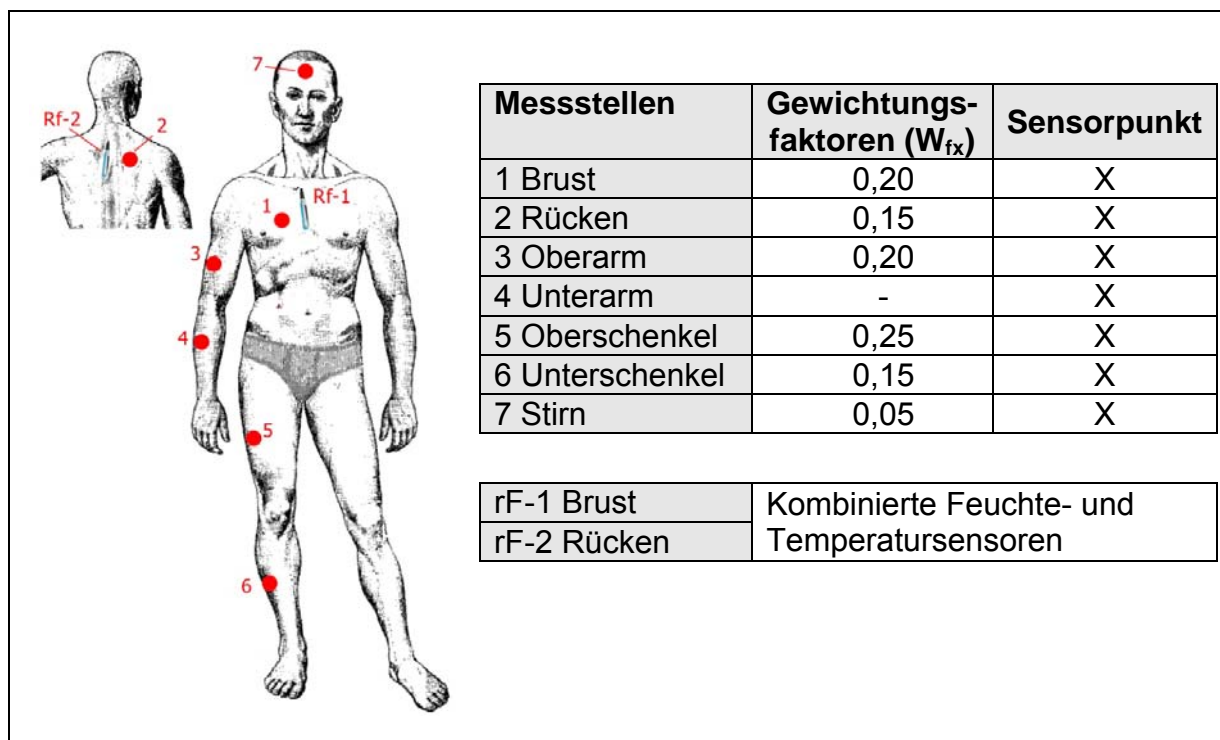 7
Rf-2
2
Rf-1
1
3
4
5
6
Messstellen Gewichtungs- Sensorpunkt
faktoren (Wfx)
1 Brust 0,20 X
2 Rücken 0,15 X
3 Oberarm 0,20 X
4 Unterarm - X
5 Oberschenkel 0,25 X
6 Unterschenkel 0,15 X
7 Stirn 0,05 X
rF-1 Brust Kombinierte Feuchte- und
rF-2 Rücken Temperatursensoren